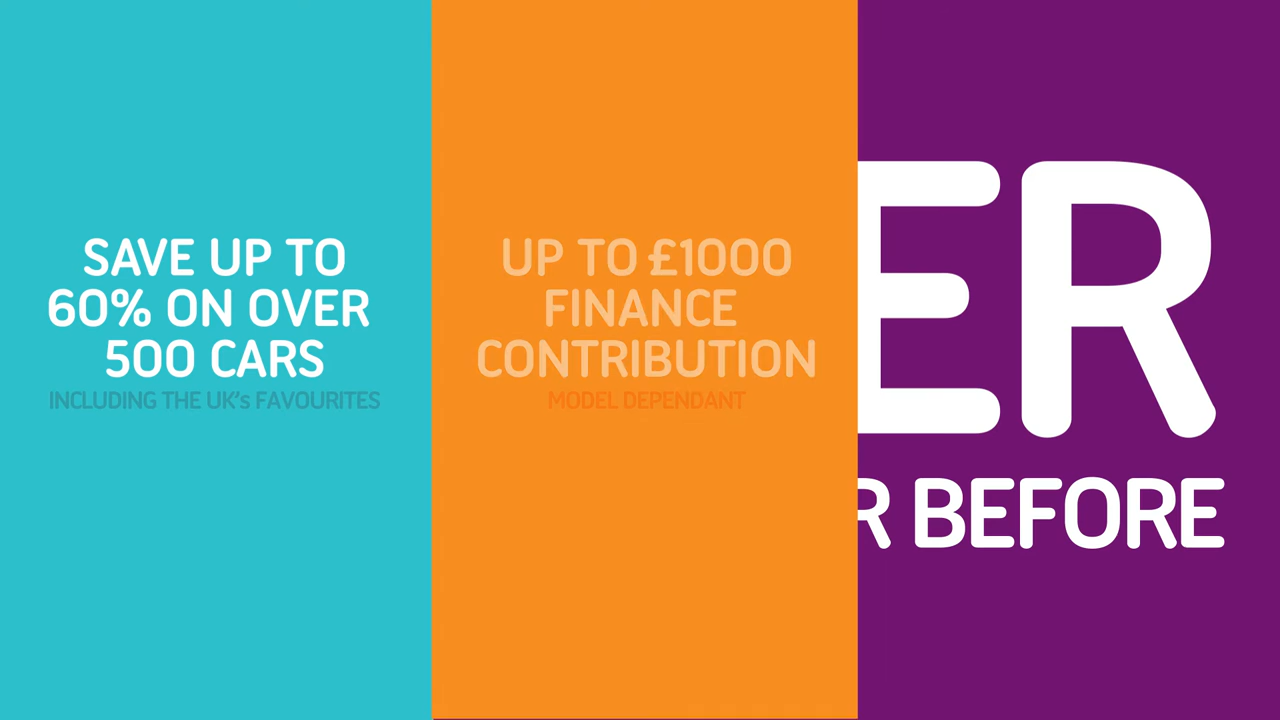 SAVE UP TO
60% ON OVER
500 CARS
INCLUDING THE UK's FAVOURITES
UP TO £1000
FINANCE
CONTRIBUTION
MODEL DEPENDANT
ER
R BEFORE